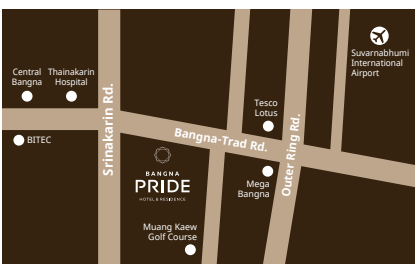 Suvarnabhumi
International
Airport
Central
Bangna
Thainakarin
Hospital
BITEC
Srinakarin Rd.
Bangna-Trad Rd.
Tesco
Lotus
Outer Ring Rd.
BANGNA
PRIDE
HOTEL & RESIDENCE
Mega
Bangna
Muang Kaew
Golf Course